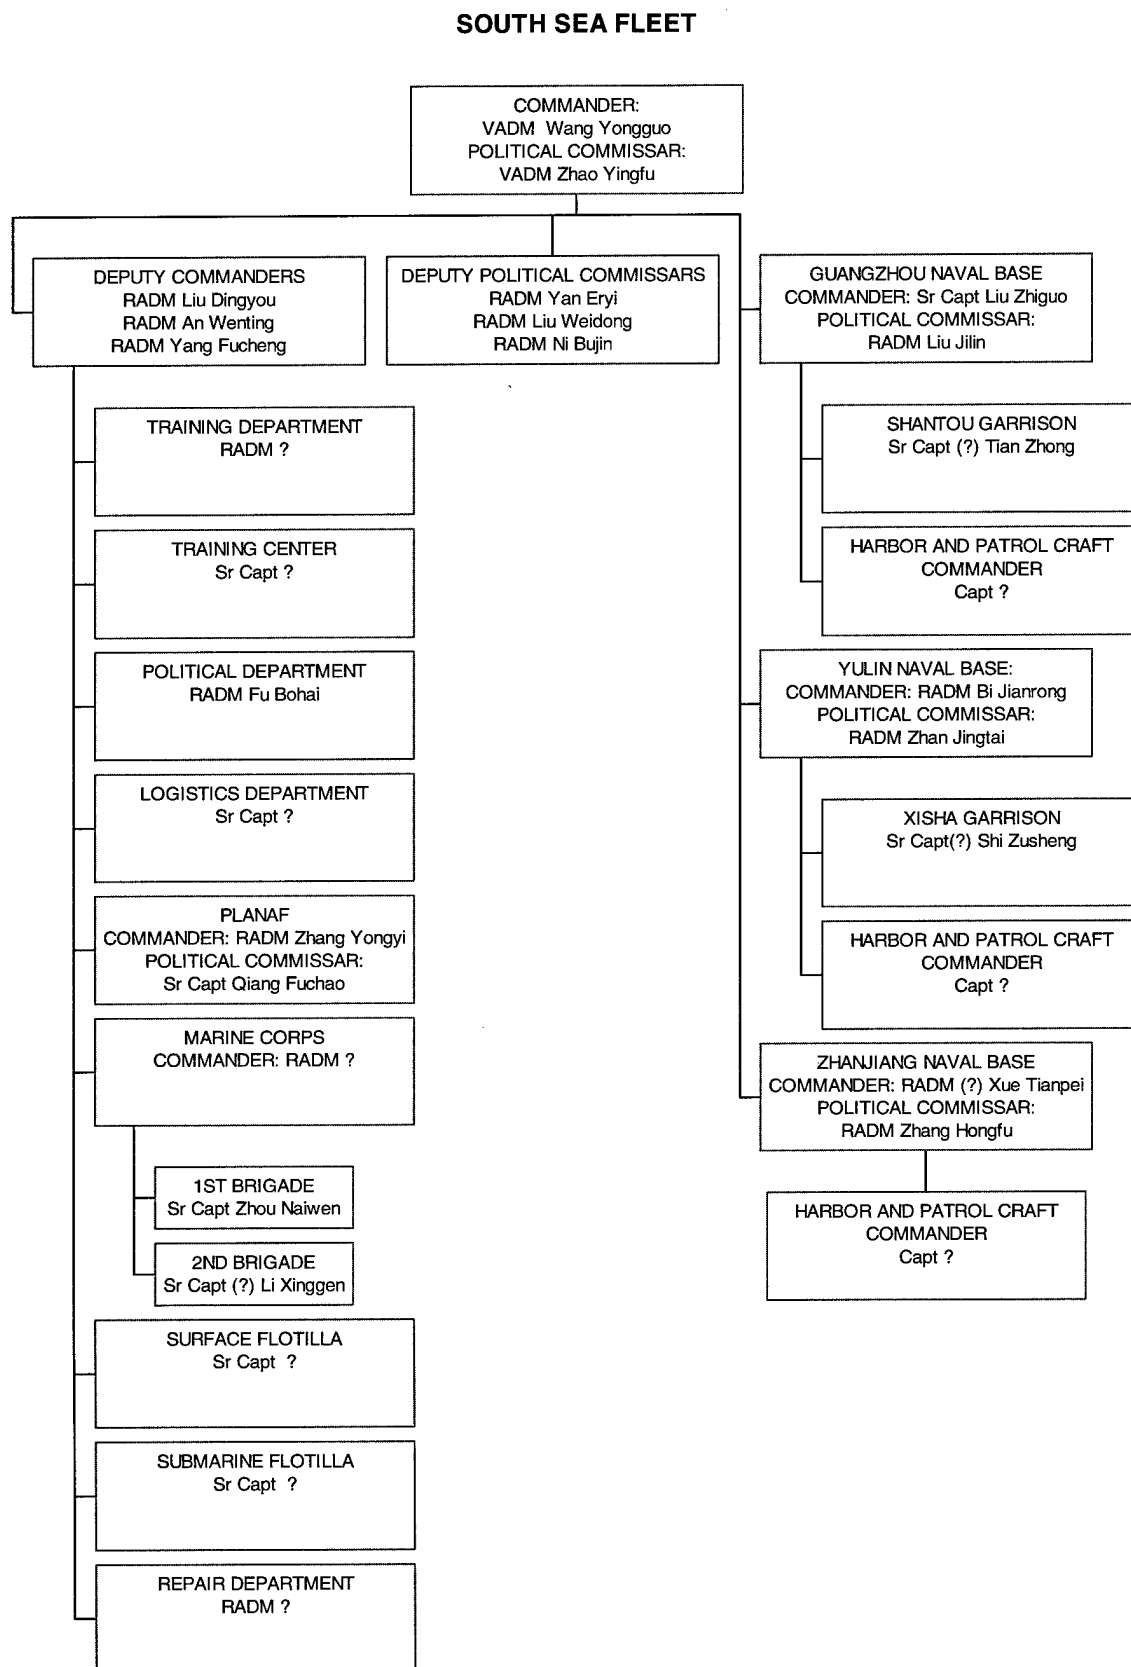 SOUTH SEA FLEET
COMMANDER:
VADM Wang Yongguo
POLITICAL COMMISSAR:
VADM Zhao Yingfu
DEPUTY COMMANDERS
RADM Liu Dingyou
RADM An Wenting
RADM Yang Fucheng
DEPUTY POLITICAL COMMISSARS
RADM Yan Eryi
RADM Liu Weidong
RADM Ni Bujin
GUANGZHOU NAVAL BASE
COMMANDER: Sr Capt Liu Zhiguo
POLITICAL COMMISSAR:
RADM Liu Jilin
TRAINING DEPARTMENT
RADM ?
TRAINING CENTER
Sr Capt ?
POLITICAL DEPARTMENT
RADM Fu Bohai
LOGISTICS DEPARTMENT
Sr Capt ?
PLANAF
COMMANDER: RADM Zhang Yongyi
POLITICAL COMMISSAR:
Sr Capt Qiang Fuchao
MARINE CORPS
COMMANDER: RADM ?
1ST BRIGADE
Sr Capt Zhou Naiwen
2ND BRIGADE
Sr Capt (?) Li Xinggen
SURFACE FLOTILLA
Sr Capt ?
SUBMARINE FLOTILLA
Sr Capt ?
REPAIR DEPARTMENT
RADM ?
SHANTOU GARRISON
Sr Capt (?) Tian Zhong
HARBOR AND PATROL CRAFT
COMMANDER
Capt ?
YULIN NAVAL BASE:
COMMANDER: RADM Bi Jianrong
POLITICAL COMMISSAR:
RADM Zhan Jingtai
XISHA GARRISON
Sr Capt(?) Shi Zusheng
HARBOR AND PATROL CRAFT
COMMANDER
Capt ?
ZHANJIANG NAVAL BASE
COMMANDER: RADM (?) Xue Tianpei
POLITICAL COMMISSAR:
RADM Zhang Hongfu
HARBOR AND PATROL CRAFT
COMMANDER
Capt ?